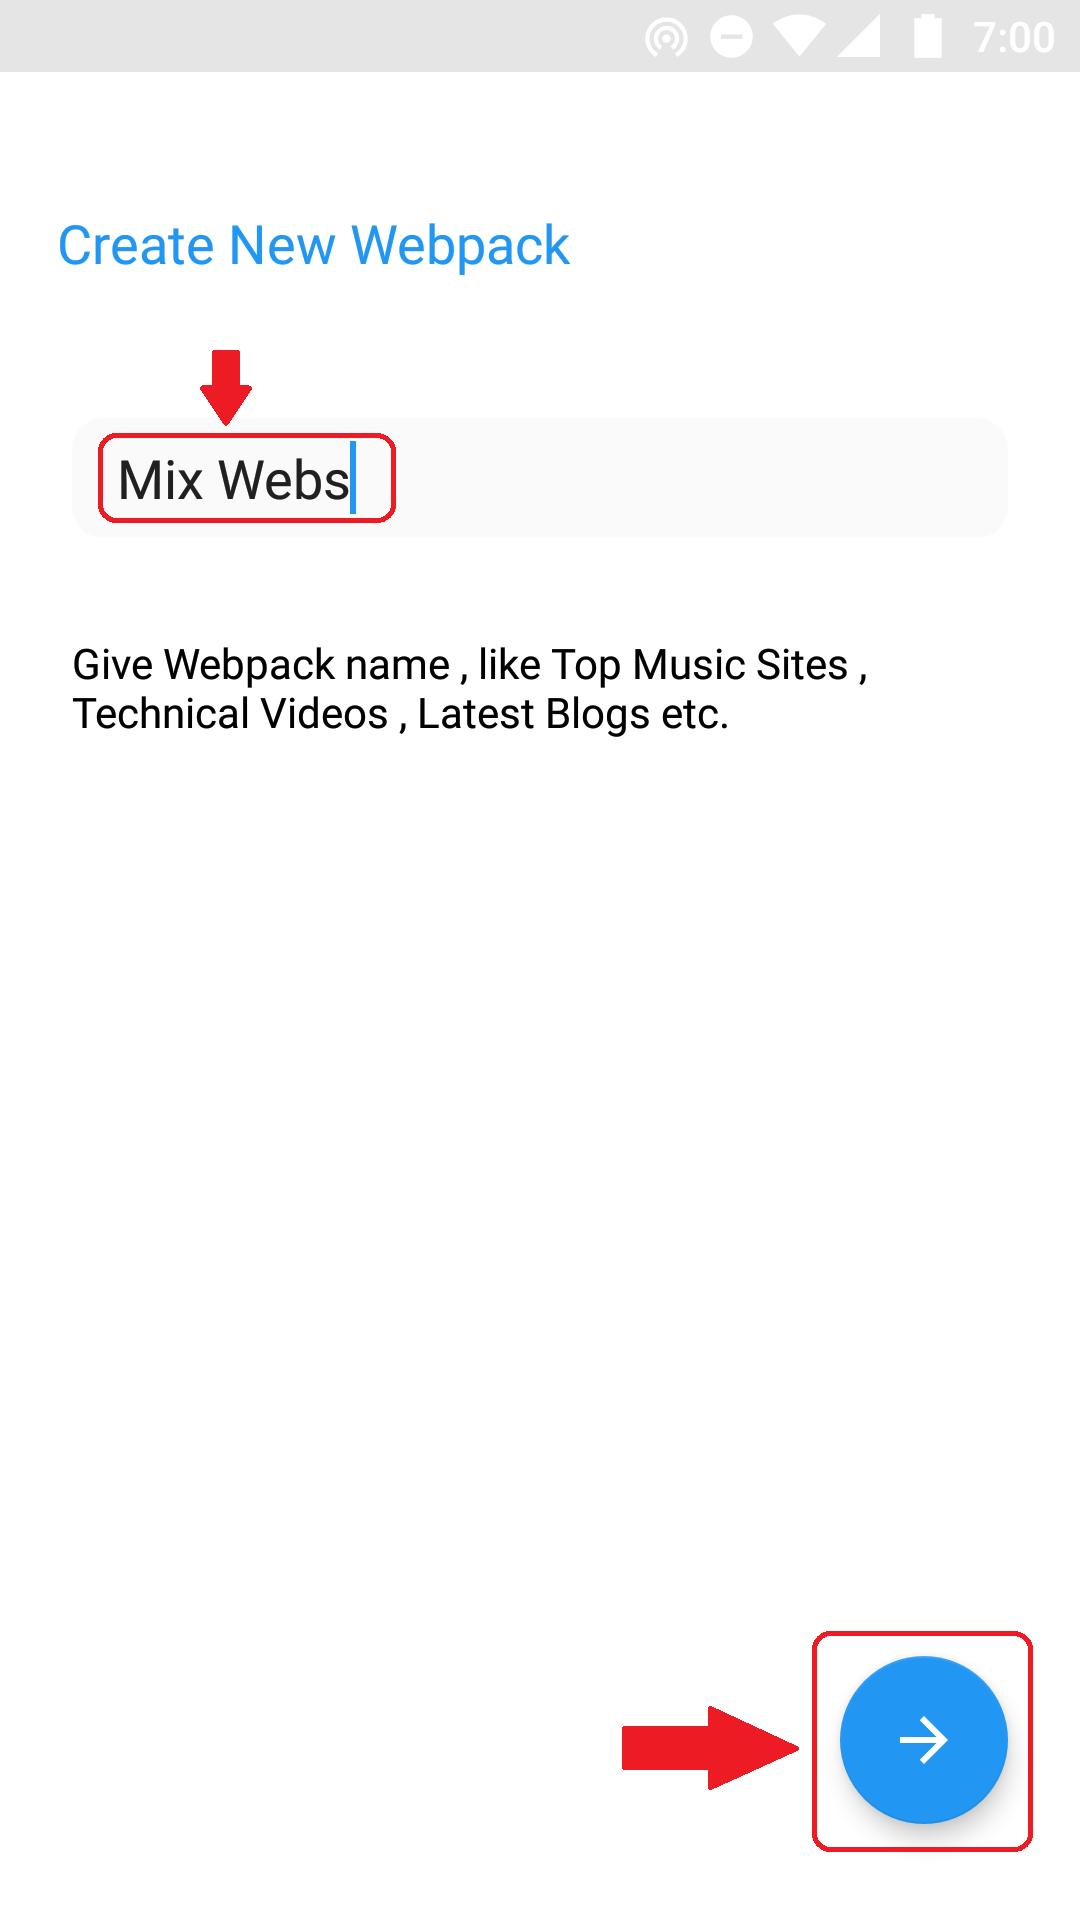 7:00
Create New Webpack
Mix Webs
Give Webpack name , like Top Music Sites ,
Technical Videos , Latest Blogs etc.